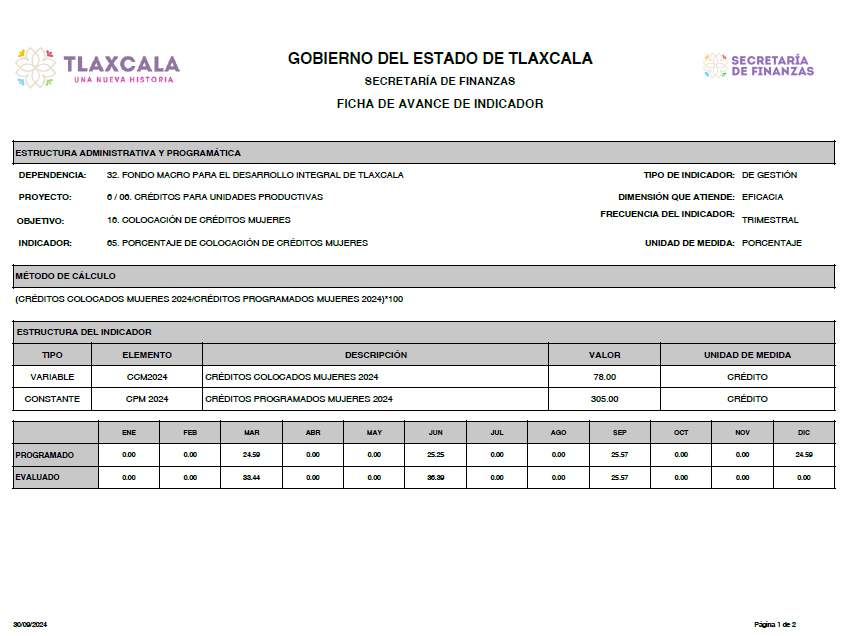 TLAXCALA
UNA NUEVA HISTORIA
GOBIERNO DEL ESTADO DE TLAXCALA
SECRETARÍA DE FINANZAS
FICHA DE AVANCE DE INDICADOR
SECRETARÍA
DE FINANZAS
ESTRUCTURA ADMINISTRATIVA Y PROGRAMÁTICA
DEPENDENCIA: 32. FONDO MACRO PARA EL DESARROLLO INTEGRAL DE TLAXCALA TIPO DE INDICADOR: DE GESTIÓN
PROYECTO: 6 / 06. CRÉDITOS PARA UNIDADES PRODUCTIVAS DIMENSIÓN QUE ATIENDE: EFICACIA
OBJETIVO: 16. COLOCACIÓN DE CRÉDITOS MUJERES FRECUENCIA DEL INDICADOR: TRIMESTRAL
INDICADOR: 65. PORCENTAJE DE COLOCACIÓN DE CRÉDITOS MUJERES UNIDAD DE MEDIDA: PORCENTAJE
MÉTODO DE CÁLCULO
(CRÉDITOS COLOCADOS MUJERES 2024/CRÉDITOS PROGRAMADOS MUJERES 2024)*100
ESTRUCTURA DEL INDICADOR
TIPO ELEMENTO DESCRIPCIÓN VALOR UNIDAD DE MEDIDA
VARIABLE CCM2024 CRÉDITOS COLOCADOS MUJERES 2024 78.00 CRÉDITO
CONSTANTE CPM 2024 CRÉDITOS PROGRAMADOS MUJERES 2024 305.00 CRÉDITO
ENE FEB MAR ABR MAY JUN JUL AGO SEP OCT NOV DIC
PROGRAMADO 0.00 0.00 24.59 0.00 0.00 25.25 0.00 0.00 25.57 0.00 0.00 24.59
EVALUADO 0.00 0.00 33.44 0.00 0.00 36.39 0.00 0.00 25.57 0.00 0.00 0.00
30/09/2024 Página 1 de 2